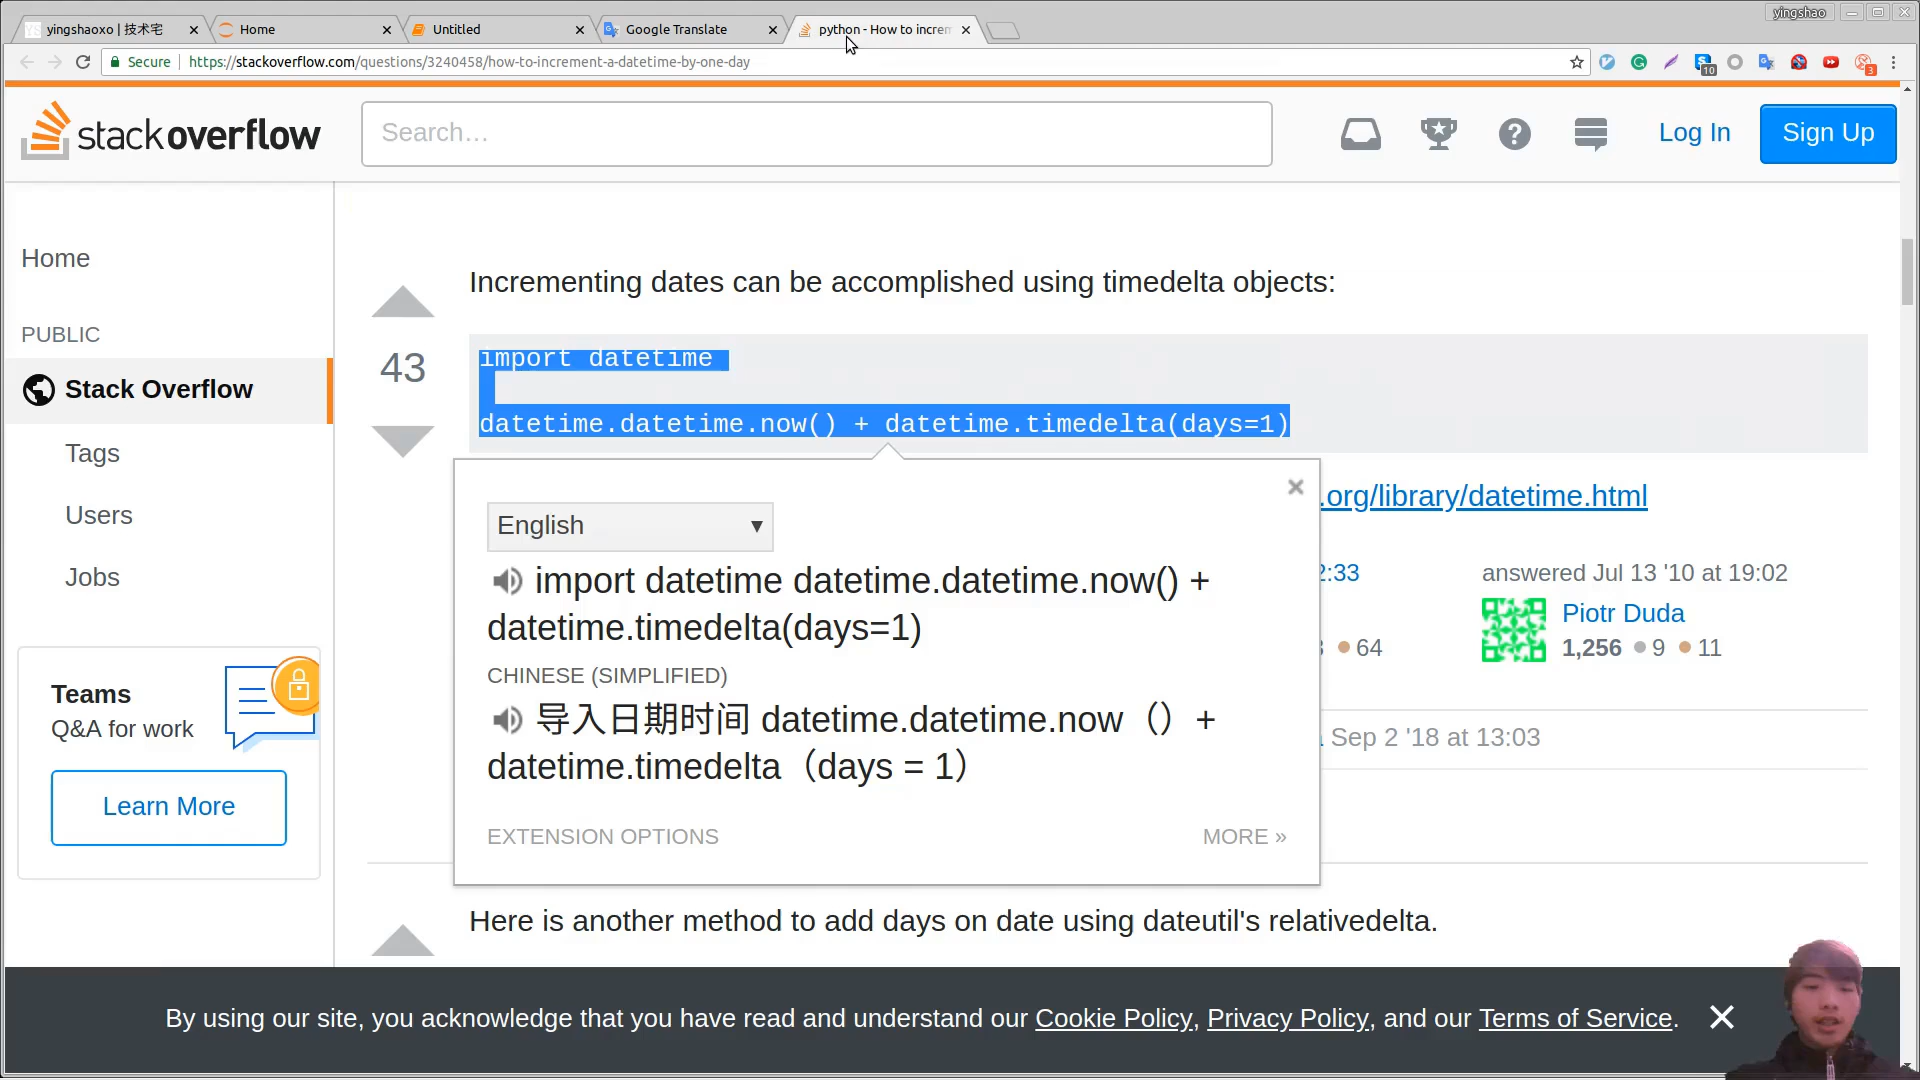 yingshaoxo | 技术宅
Home
Untitled
Google Translate
python - How to increm
yingshao
Secure
https://stackoverflow.com/questions/3240458/how-to-increment-a-datetime-by-one-day
10
3
stackoverflow
Search…
Log In
Sign Up
Home
PUBLIC
Stack Overflow
Tags
Users
Jobs
Teams
Q&A for work
Learn More
Incrementing dates can be accomplished using timedelta objects:
43
import datetime
datetime.datetime.now() + datetime.timedelta(days=1)
.org/library/datetime.html
2:33
answered Jul 13 '10 at 19:02
Piotr Duda
64
1,256 9 11
Sep 2 '18 at 13:03
English
import datetime datetime.datetime.now() +
datetime.timedelta(days=1)
CHINESE (SIMPLIFIED)
导入日期时间 datetime.datetime.now（）+
datetime.timedelta（days = 1）
EXTENSION OPTIONS
MORE »
Here is another method to add days on date using dateutil's relativedelta.
By using our site, you acknowledge that you have read and understand our Cookie Policy, Privacy Policy, and our Terms of Service.